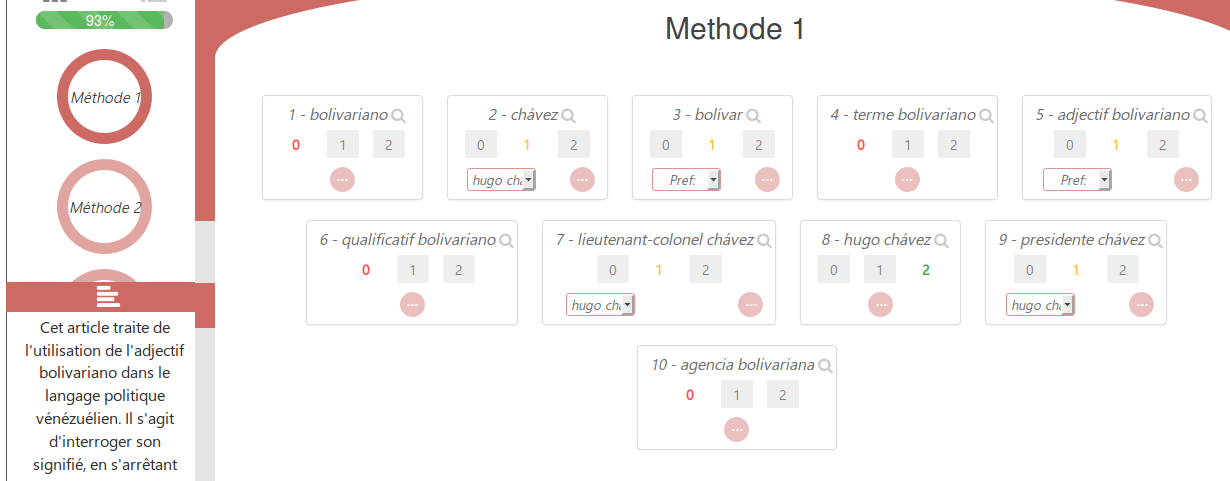 93%
Méthode 1
Méthode 2
Cet article traite de
l'utilisation de l'adjectif
bolivariano dans le
langage politique
vénézuélien. Il s'agit
d'interroger son
signifié, en s'arrêtant
Methode 1
1 - bolivariano
0 1 2
...
2 - chávez
0 1 2
hugo chá
...
3 - bolívar
0 1 2
Pref:
...
4 - terme bolivariano
0 1 2
...
5 - adjectif bolivariano
0 1 2
Pref:
...
6 - qualificatif bolivariano
0 1 2
...
7 - lieutenant-colonel chávez
0 1 2
hugo chá
...
8 - hugo chávez
0 1 2
...
9 - presidente chávez
0 1 2
hugo chá
...
10 - agencia bolivariana
0 1 2
...